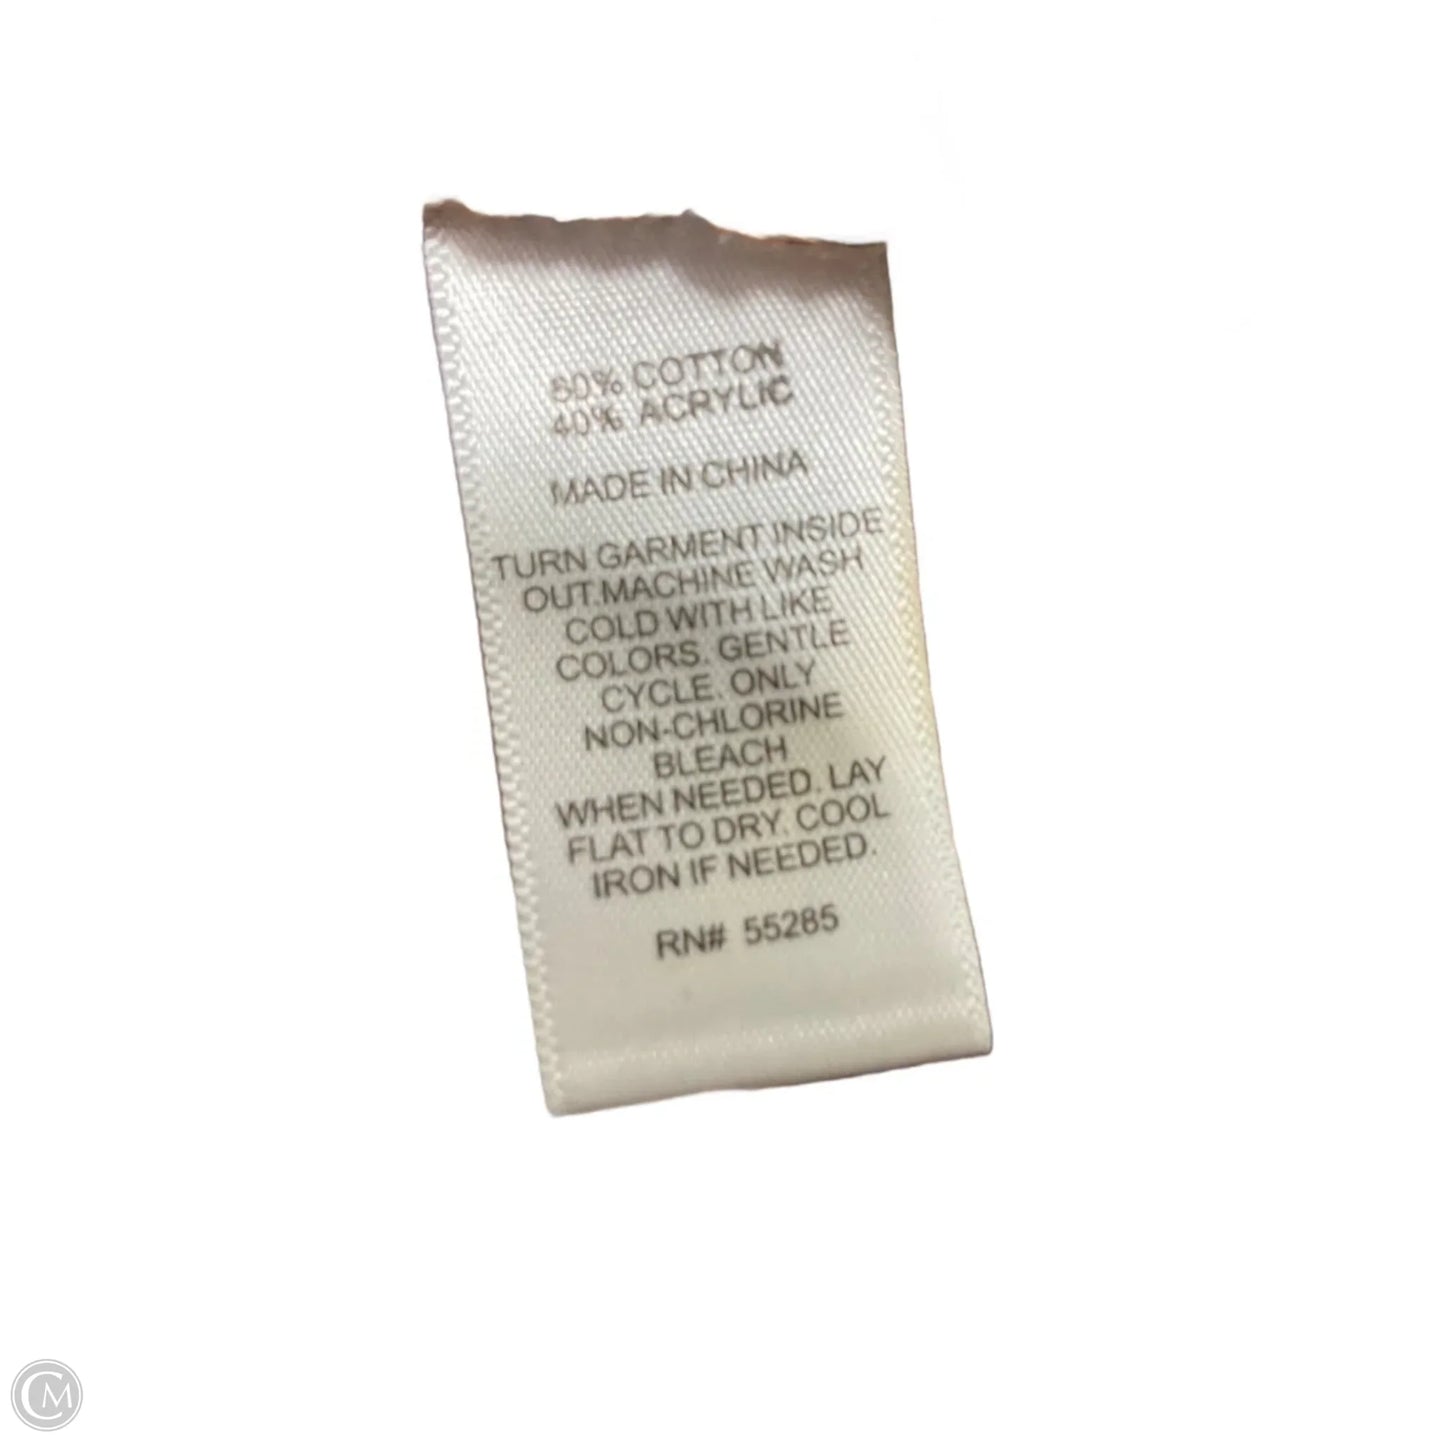 60% COTTON
40% ACRYLIC
MADE IN CHINA
TURN GARMENT INSIDE
OUT.MACHINE WASH
COLD WITH LIKE
COLORS. GENTLE
CYCLE. ONLY
NON-CHLORINE
BLEACH
WHEN NEEDED. LAY
FLAT TO DRY. COOL
IRON IF NEEDED.
RN# 55285
CM